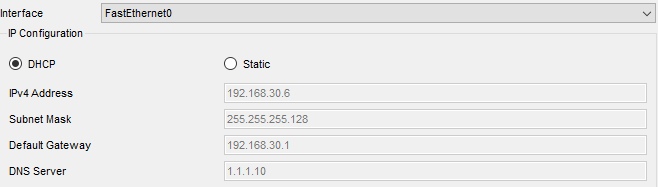 Interface FastEthernet0
IP Configuration
DHCP Static
IPv4 Address 192.168.30.6
Subnet Mask 255.255.255.128
Default Gateway 192.168.30.1
DNS Server 1.1.1.10